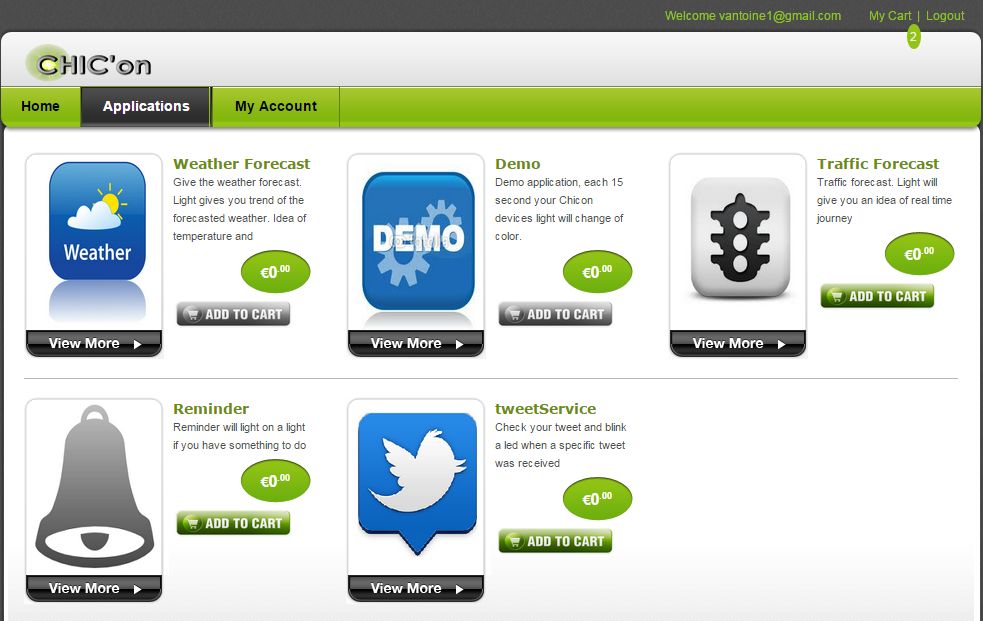 Welcome vantoine1@gmail.com My Cart | Logout
2
CHIC'on
Home Applications My Account
Weather
View More
Weather Forecast
Give the weather forecast.
Light gives you trend of the
forecasted weather. Idea of
temperature and
€0.00
ADD TO CART
DEMO
View More
Demo
Demo application, each 15
second your Chicon
devices light will change of
color.
€0.00
ADD TO CART
View More
Traffic Forecast
Traffic forecast. Light will
give you an idea of real time
journey
€0.00
ADD TO CART
View More
Reminder
Reminder will light on a light
if you have something to do
€0.00
ADD TO CART
View More
tweetService
Check your tweet and blink
a led when a specific tweet
was received
€0.00
ADD TO CART